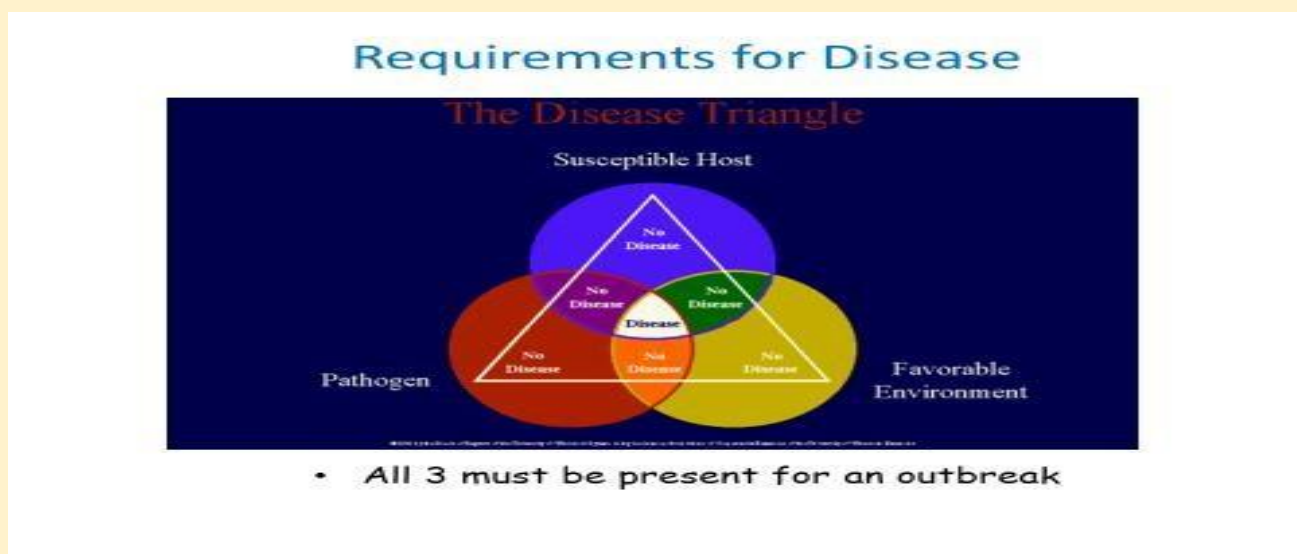 Requirements for Disease
The Disease Triangle
Susceptible Host
No
Disease
No
Disease
No
Disease
Disease
No
Disease
No
Disease
No
Disease
Pathogen
Favorable
Environment
• All 3 must be present for an outbreak